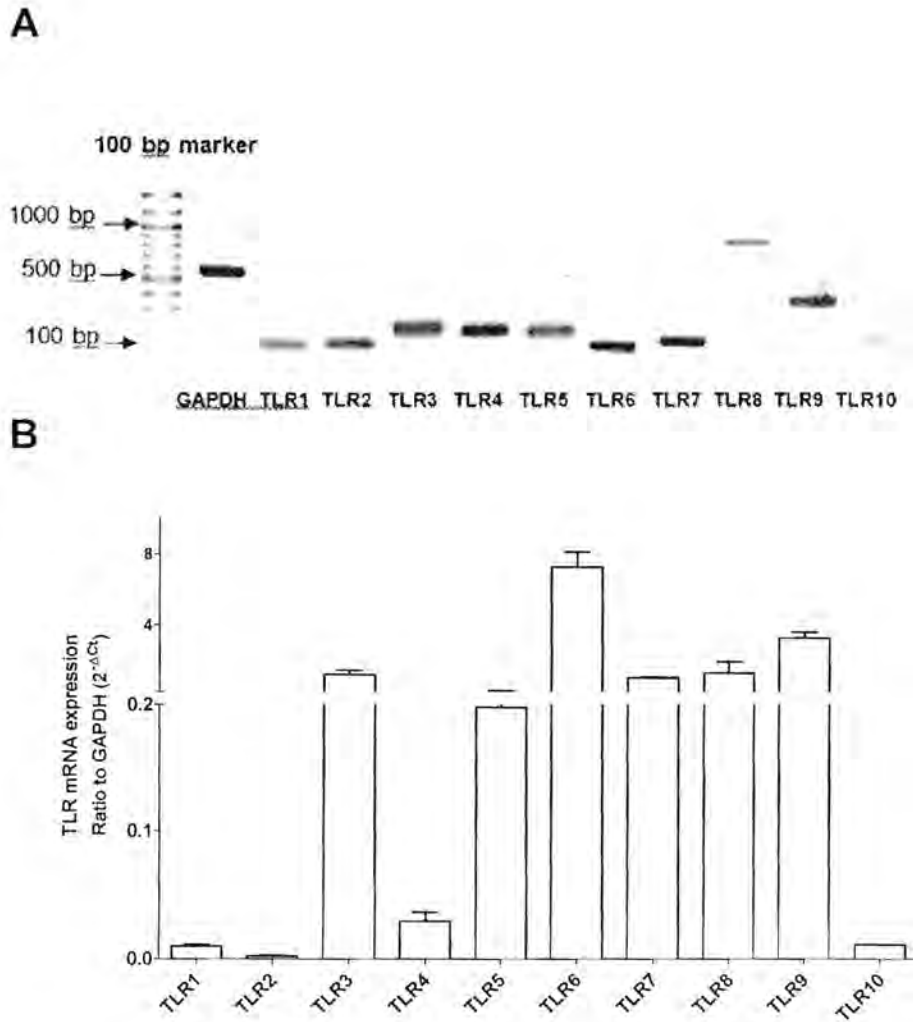 A
100 bp marker
1000 bp
500 bp
100 bp
GAPDH TLR1 TLR2 TLR3 TLR4 TLR5 TLR6 TLR7 TLR8 TLR9 TLR10
B
TLR mRNA expression
Ratio to GAPDH (2^-ΔCt)
8
4
0.2
0.1
0.0
TLR1 TLR2 TLR3 TLR4 TLR5 TLR6 TLR7 TLR8 TLR9 TLR10